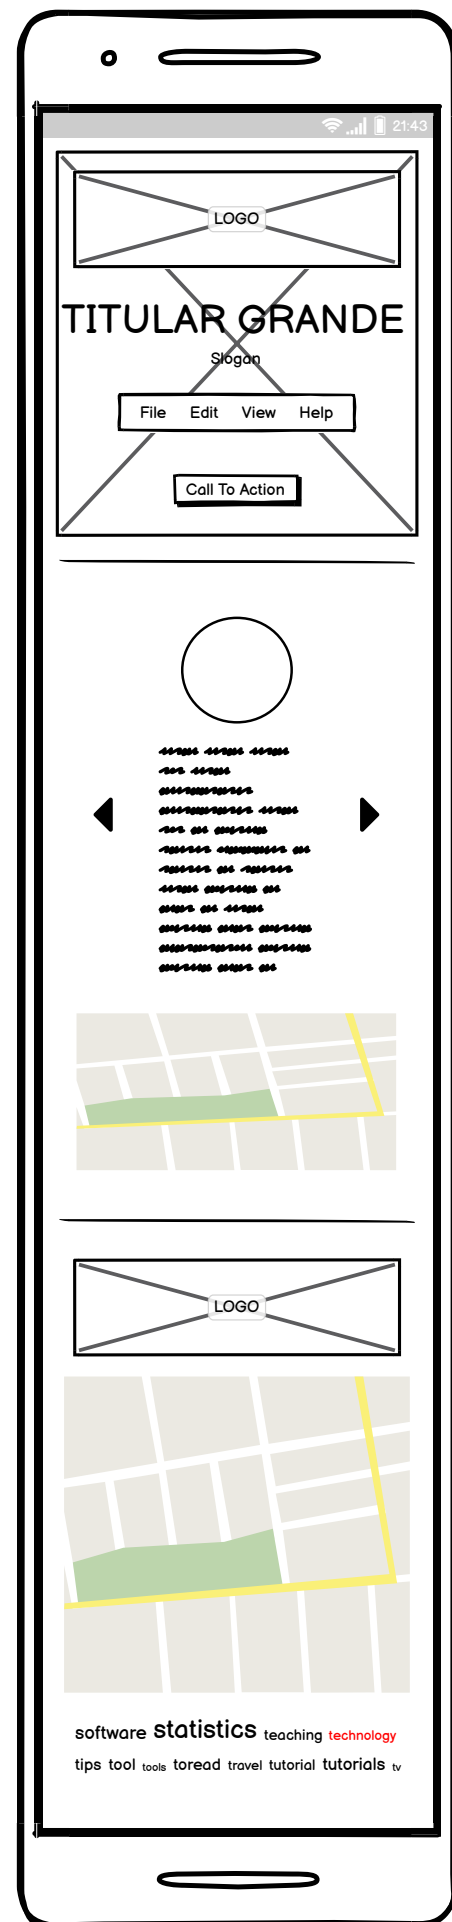 21:43
LOGO
TITULAR GRANDE
Slogan
File Edit View Help
Call To Action
LOGO
software statistics teaching technology
tips tool tools toread travel tutorial tutorials tv